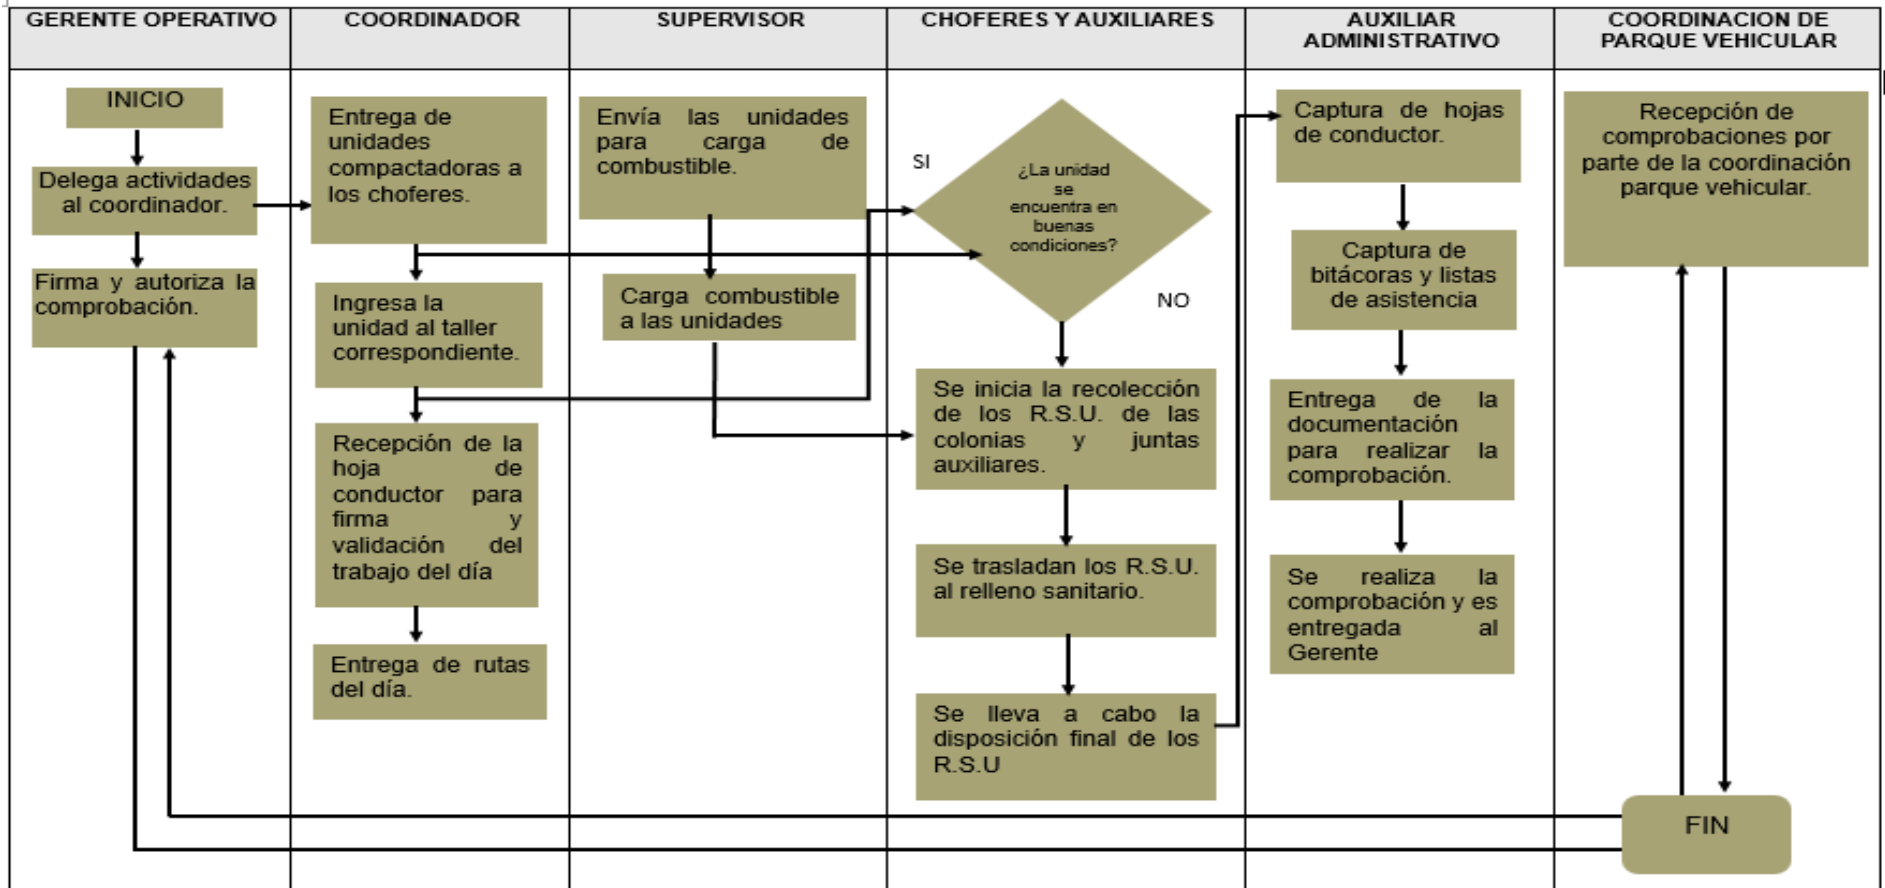 GERENTE OPERATIVO
COORDINADOR
SUPERVISOR
CHOFERES Y AUXILIARES
AUXILIAR
ADMINISTRATIVO
COORDINACION DE
PARQUE VEHICULAR
INICIO
Delega actividades
al coordinador.
Firma y autoriza la
comprobación.
Entrega de
unidades
compactadoras a
los choferes.
Ingresa la
unidad al taller
correspondiente.
Recepción de la
hoja de
conductor para
firma y
validación del
trabajo del día
Entrega de rutas
del día.
Envía las unidades
para carga de
combustible.
Carga combustible
a las unidades
SI
¿La unidad
se
encuentra en
buenas
condiciones?
NO
Se inicia la recolección
de los R.S.U. de las
colonias y juntas
auxiliares.
Se trasladan los R.S.U.
al relleno sanitario.
Se lleva a cabo la
disposición final de los
R.S.U
Captura de hojas
de conductor.
Captura de
bitácoras y listas
de asistencia
Entrega de la
documentación
para realizar la
comprobación.
Se realiza la
comprobación y es
entregada al
Gerente
Recepción de
comprobaciones por
parte de la coordinación
parque vehicular.
FIN